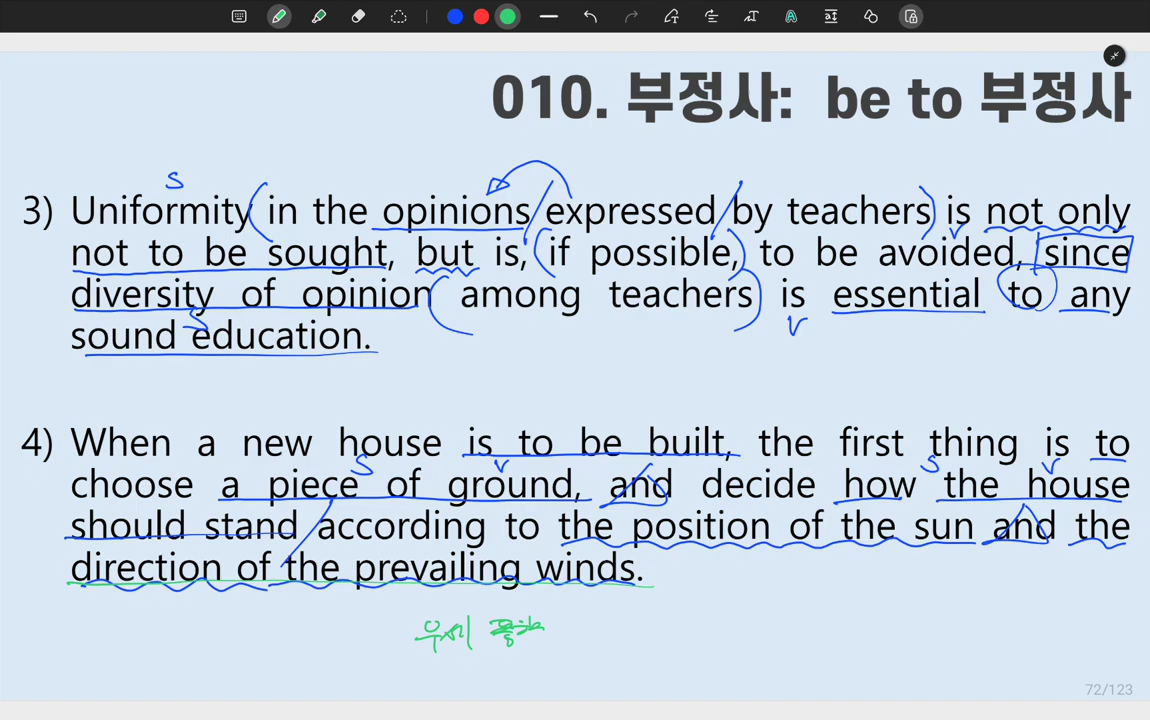 010. 부정사: be to 부정사
S
3) Uniformity in the opinions expressed by teachers is not only
V
not to be sought, but is, if possible, to be avoided, since
diversity of opinion among teachers is essential to any
S V
sound education.
4) When a new house is to be built, the first thing is to
S V S V
choose a piece of ground, and decide how the house
should stand according to the position of the sun and the
direction of the prevailing winds.
72/123